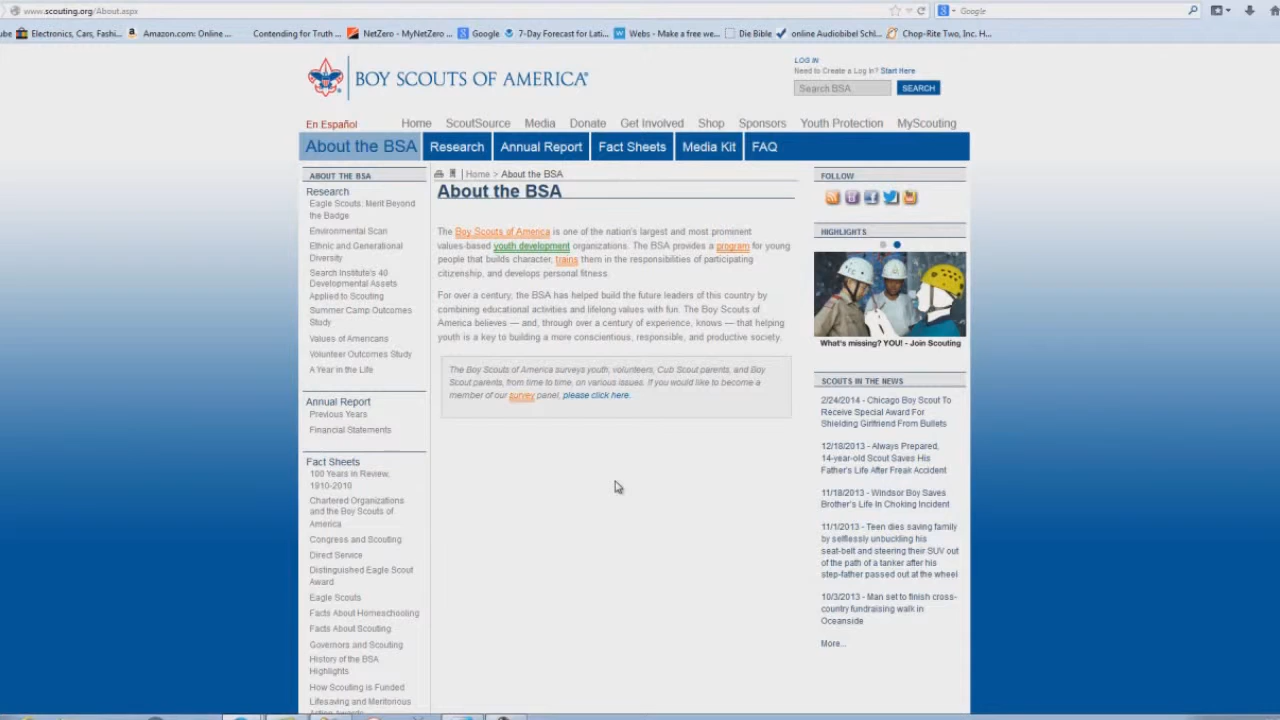 www.scouting.org/About.aspx
Google
Electronics, Cars, Fashi...
Amazon.com: Online ...
Contending for Truth ...
NetZero - MyNetZero ...
Google
7-Day Forecast for Lati...
Webs - Make a free we...
Die Bible
online Audiobibel Schl...
Chop-Rite Two, Inc. H...
BOY SCOUTS OF AMERICA®
LOG IN
Need to Create a Log In? Start Here
Search BSA
SEARCH
En Español
Home
ScoutSource
Media
Donate
Get Involved
Shop
Sponsors
Youth Protection
MyScouting
About the BSA
Research
Annual Report
Fact Sheets
Media Kit
FAQ
ABOUT THE BSA
Research
Eagle Scouts: Merit Beyond
the Badge
Environmental Scan
Ethnic and Generational
Diversity
Search Institute's 40
Developmental Assets
Applied to Scouting
Summer Camp Outcomes
Study
Values of Americans
Volunteer Outcomes Study
A Year in the Life
Annual Report
Previous Years
Financial Statements
Fact Sheets
100 Years in Review,
1910-2010
Chartered Organizations
and the Boy Scouts of
America
Congress and Scouting
Direct Service
Distinguished Eagle Scout
Award
Eagle Scouts
Facts About Homeschooling
Facts About Scouting
Governors and Scouting
History of the BSA
Highlights
How Scouting is Funded
Lifesaving and Meritorious
Home > About the BSA
About the BSA
The Boy Scouts of America is one of the nation's largest and most prominent
values-based youth development organizations. The BSA provides a program for young
people that builds character, trains them in the responsibilities of participating
citizenship, and develops personal fitness.
For over a century, the BSA has helped build the future leaders of this country by
combining educational activities and lifelong values with fun. The Boy Scouts of
America believes — and, through over a century of experience, knows — that helping
youth is a key to building a more conscientious, responsible, and productive society.
The Boy Scouts of America surveys youth, volunteers, Cub Scout parents, and Boy
Scout parents, from time to time, on various issues. If you would like to become a
member of our survey panel, please click here.
FOLLOW
HIGHLIGHTS
What's missing? YOU! - Join Scouting
SCOUTS IN THE NEWS
2/24/2014 - Chicago Boy Scout To
Receive Special Award For
Shielding Girlfriend From Bullets
12/18/2013 - Always Prepared,
14-year-old Scout Saves His
Father's Life After Freak Accident
11/18/2013 - Windsor Boy Saves
Brother's Life In Choking Incident
11/1/2013 - Teen dies saving family
by selflessly unbuckling his
seat-belt and steering their SUV out
of the path of a tanker after his
step-father passed out at the wheel
10/3/2013 - Man set to finish cross-
country fundraising walk in
Oceanside
More...